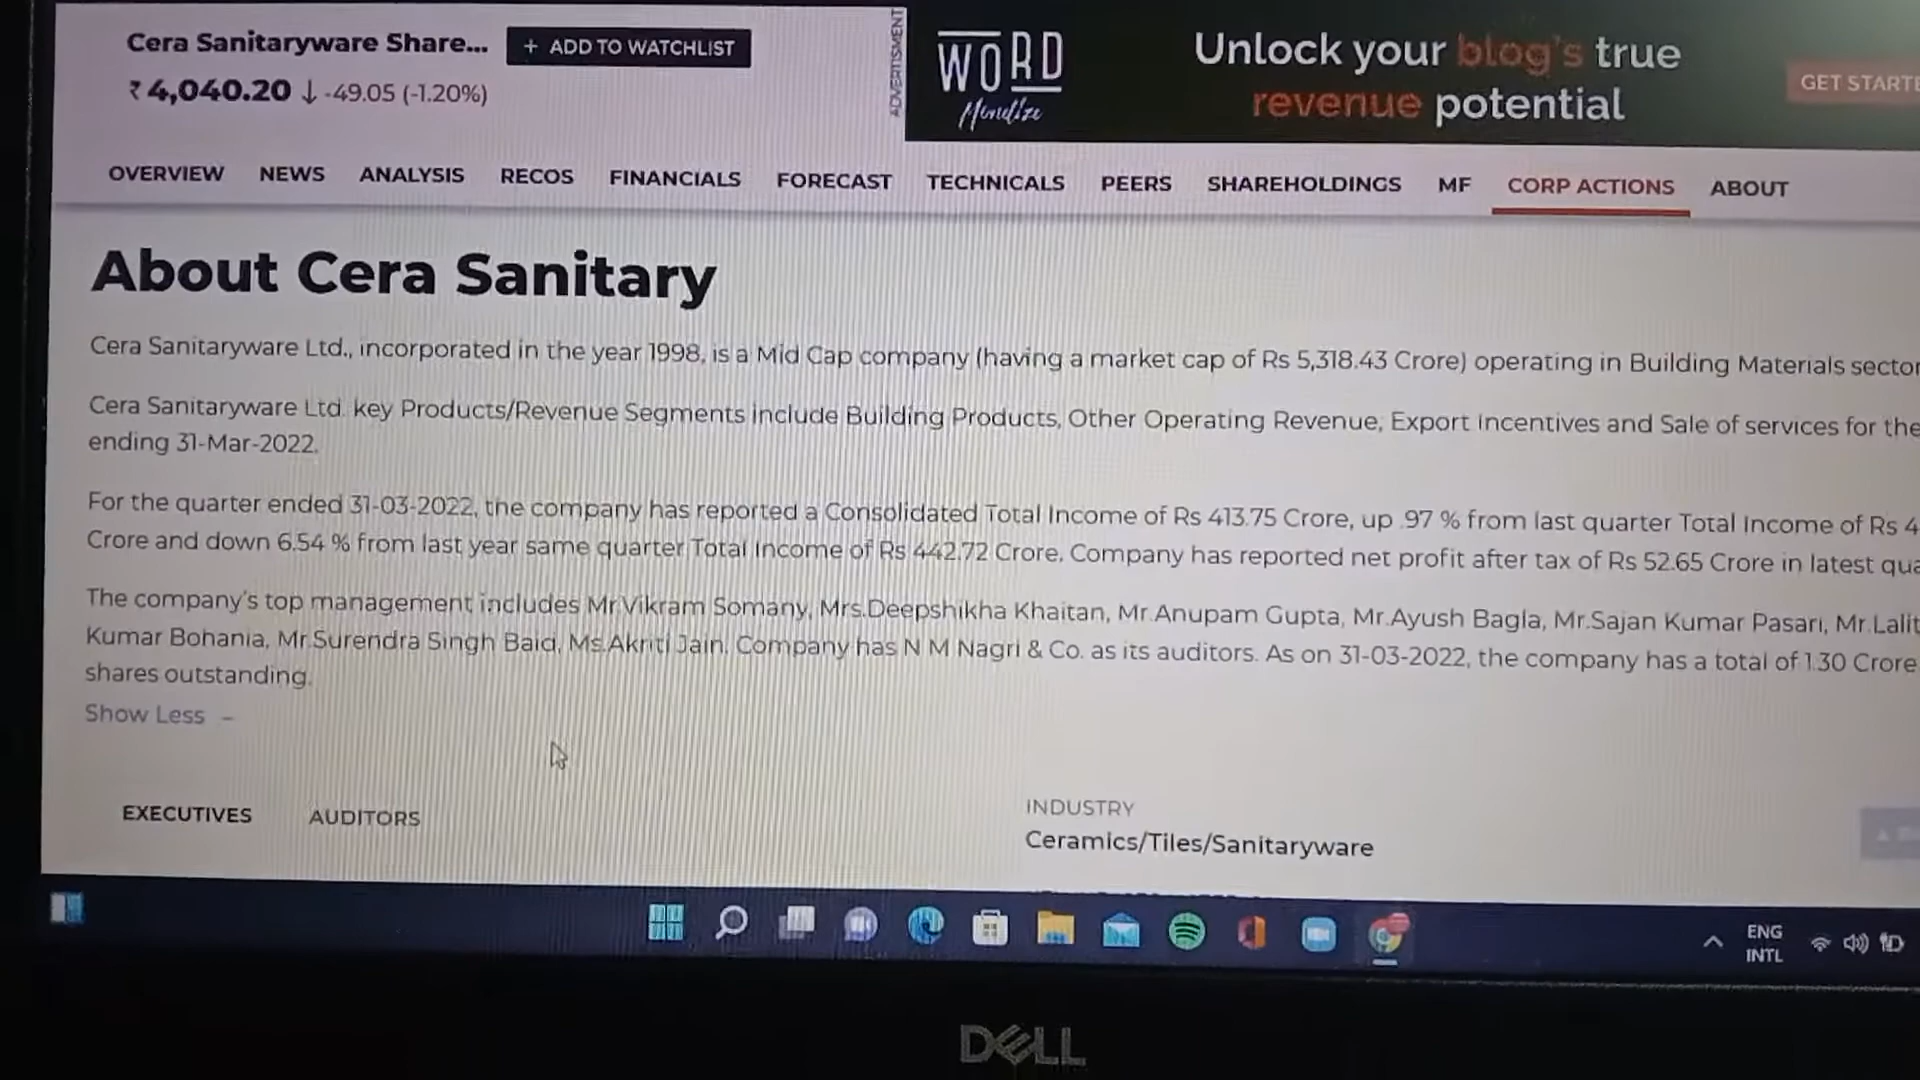 Cera Sanitaryware Share... + ADD TO WATCHLIST
₹ 4,040.20 ↓ -49.05 (-1.20%)
ADVERTISMENT
WORD
Monetize
Unlock your blog's true
revenue potential
GET STARTE
OVERVIEW NEWS ANALYSIS RECOS FINANCIALS FORECAST TECHNICALS PEERS SHAREHOLDINGS MF CORP ACTIONS ABOUT
About Cera Sanitary
Cera Sanitaryware Ltd., incorporated in the year 1998, is a Mid Cap company (having a market cap of Rs 5,318.43 Crore) operating in Building Materials sector
Cera Sanitaryware Ltd. key Products/Revenue Segments include Building Products, Other Operating Revenue, Export Incentives and Sale of services for the
ending 31-Mar-2022.
For the quarter ended 31-03-2022, the company has reported a Consolidated Total Income of Rs 413.75 Crore, up .97 % from last quarter Total Income of Rs 4
Crore and down 6.54 % from last year same quarter Total Income of Rs 442.72 Crore. Company has reported net profit after tax of Rs 52.65 Crore in latest qua
The company's top management includes Mr.Vikram Somany, Mrs.Deepshikha Khaitan, Mr.Anupam Gupta, Mr.Ayush Bagla, Mr.Sajan Kumar Pasari, Mr.Lalit
Kumar Bohania, Mr.Surendra Singh Baid, Ms.Akriti Jain. Company has N M Nagri & Co. as its auditors. As on 31-03-2022, the company has a total of 1.30 Crore
shares outstanding.
Show Less –
EXECUTIVES AUDITORS
INDUSTRY
Ceramics/Tiles/Sanitaryware
ENG
INTL
DELL